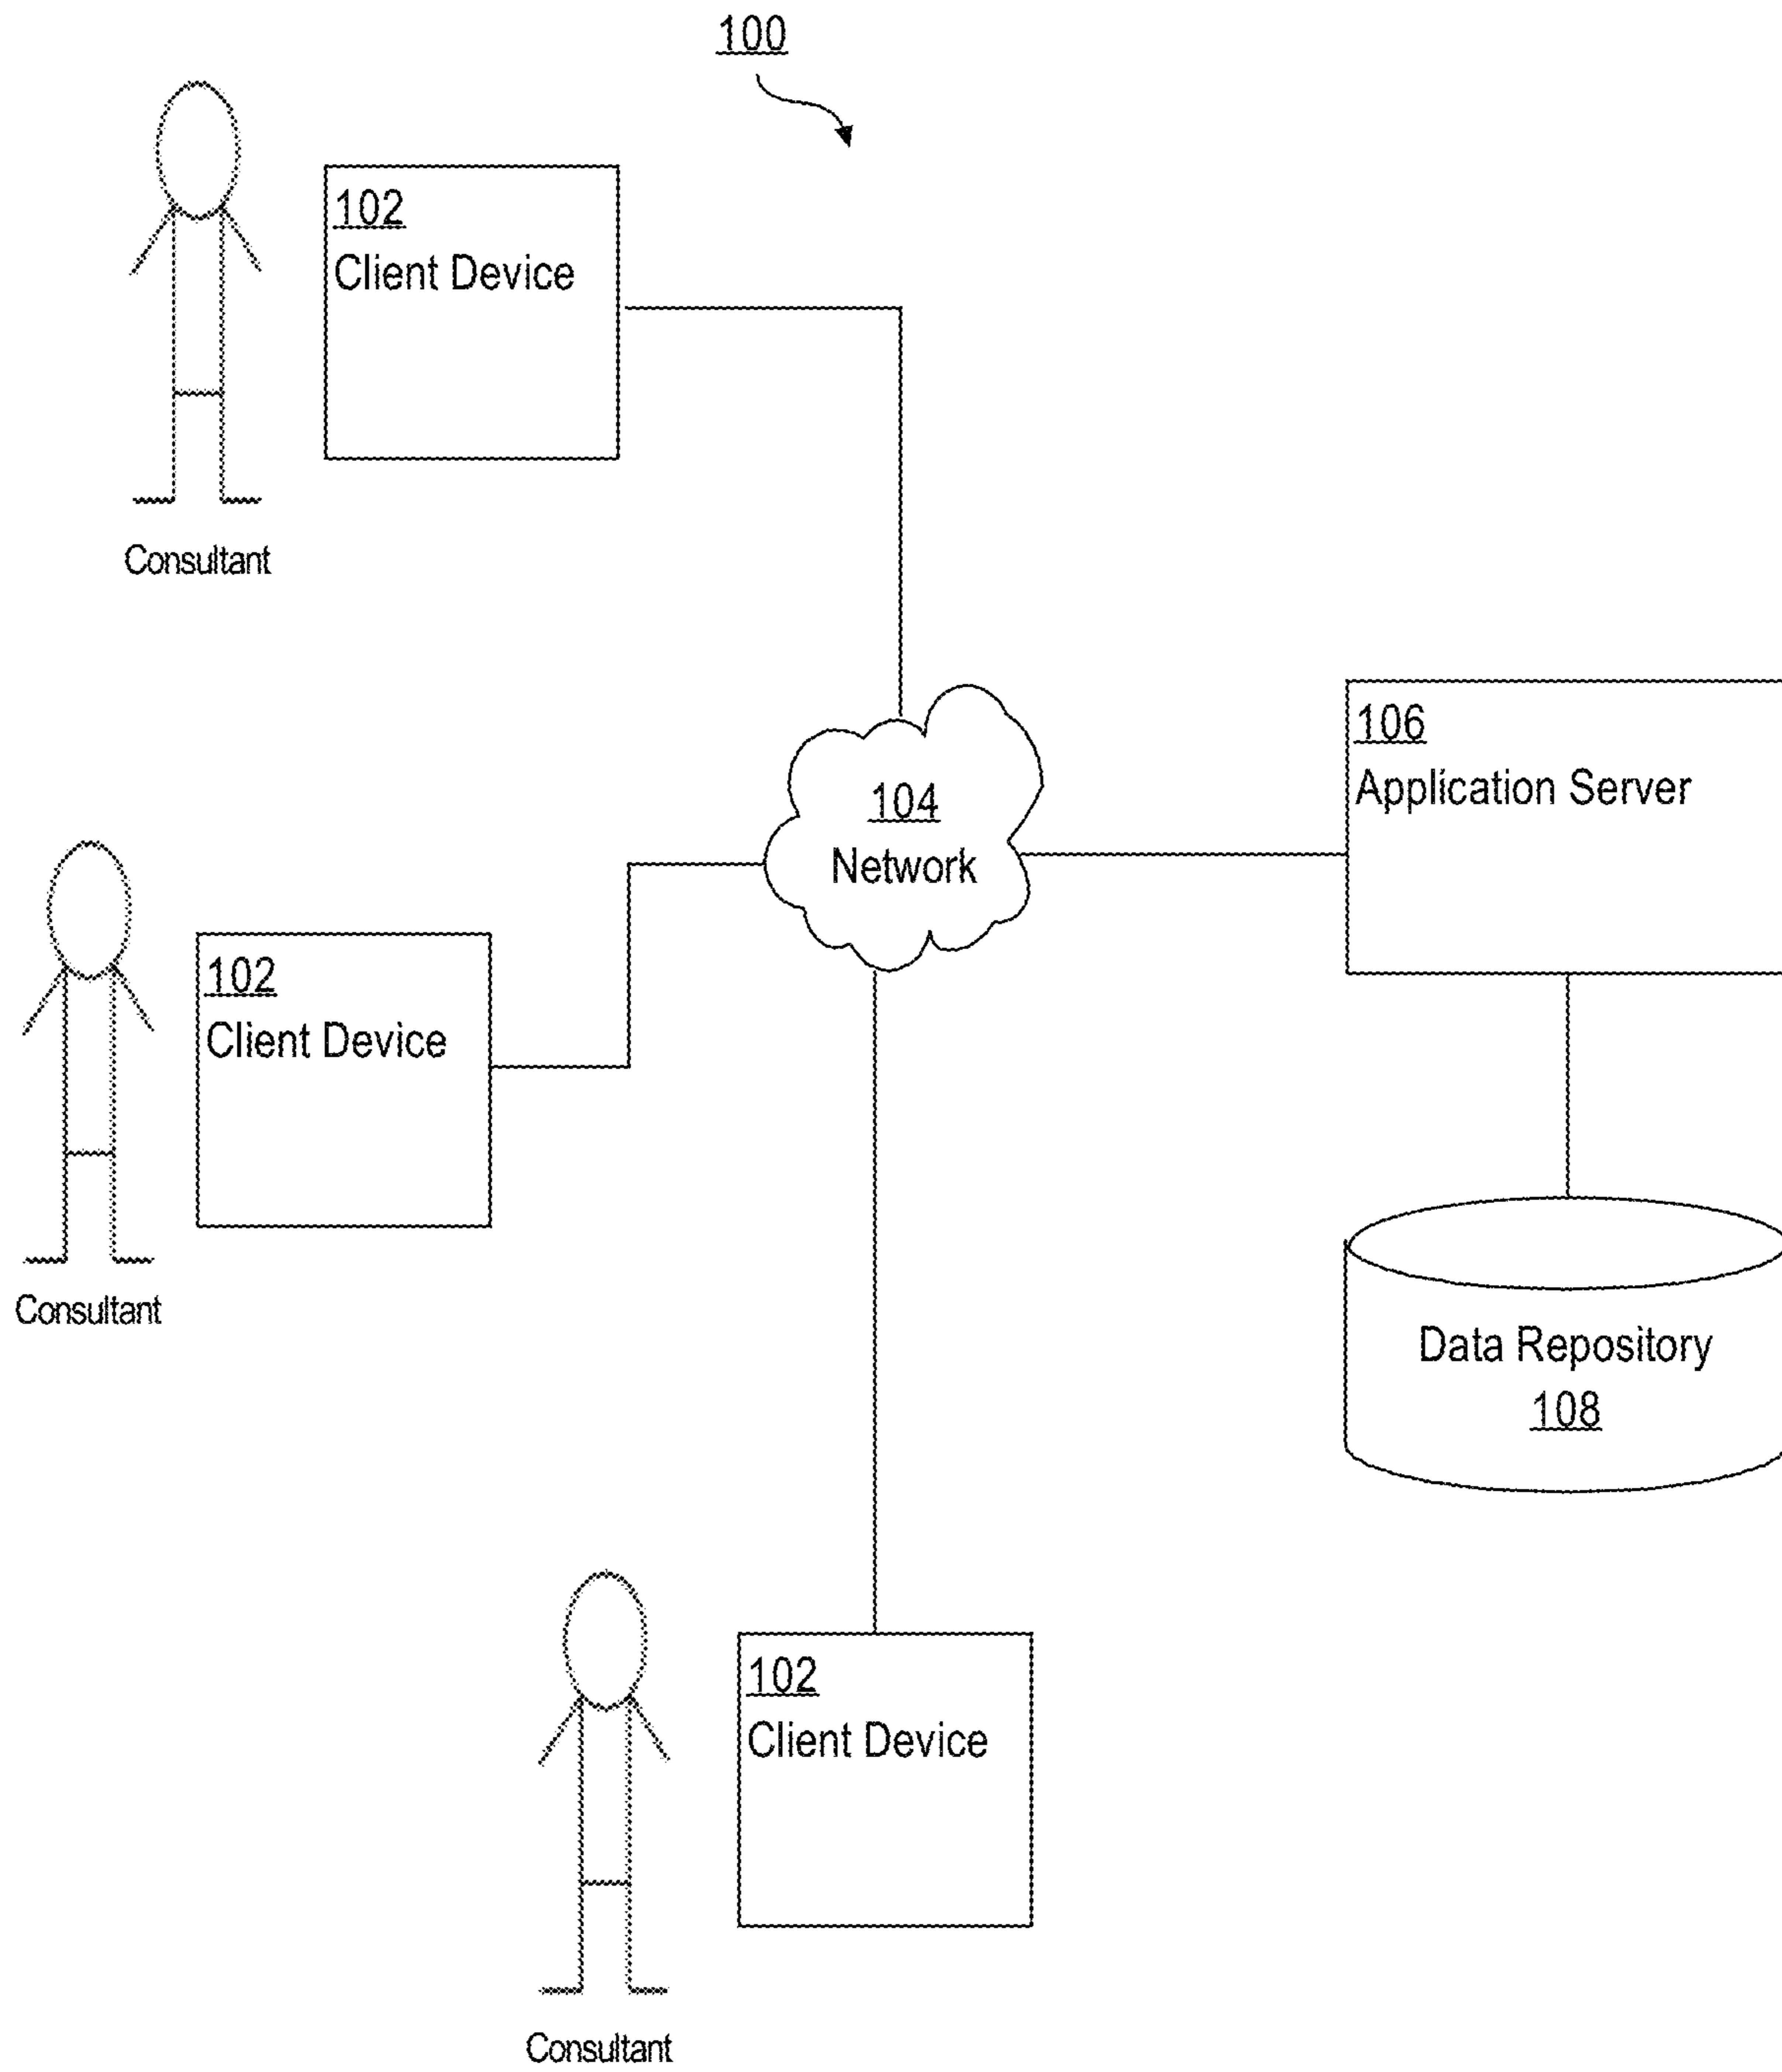 100
102
Client Device
Consultant
106
Application Server
104
Network
102
Client Device
Consultant
Data Repository
108
102
Client Device
Consultant